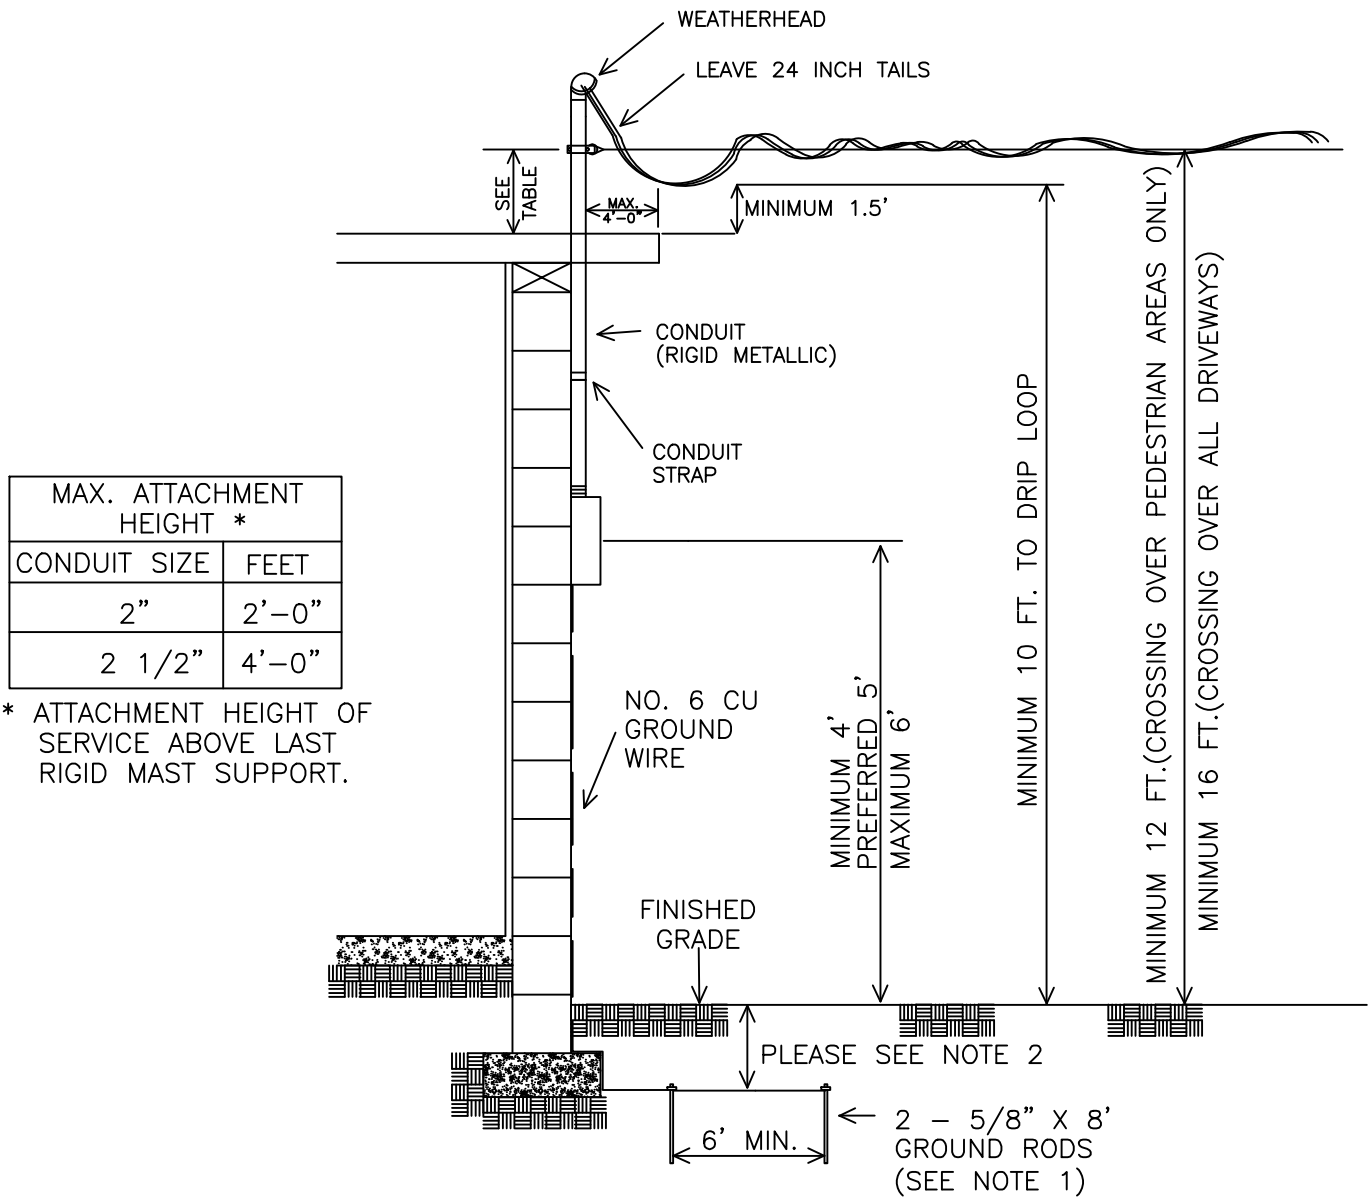 WEATHERHEAD
LEAVE 24 INCH TAILS
SEE
TABLE
MAX.
4'-0"
MINIMUM 1.5'
CONDUIT
(RIGID METALLIC)
CONDUIT
STRAP
MAX. ATTACHMENT
HEIGHT *
CONDUIT SIZE FEET
2" 2'-0"
2 1/2" 4'-0"
* ATTACHMENT HEIGHT OF
SERVICE ABOVE LAST
RIGID MAST SUPPORT.
NO. 6 CU
GROUND
WIRE
MINIMUM 4'
PREFERRED 5'
MAXIMUM 6'
MINIMUM 10 FT. TO DRIP LOOP
MINIMUM 12 FT.(CROSSING OVER PEDESTRIAN AREAS ONLY)
MINIMUM 16 FT.(CROSSING OVER ALL DRIVEWAYS)
FINISHED
GRADE
PLEASE SEE NOTE 2
6' MIN.
2 - 5/8" X 8'
GROUND RODS
(SEE NOTE 1)